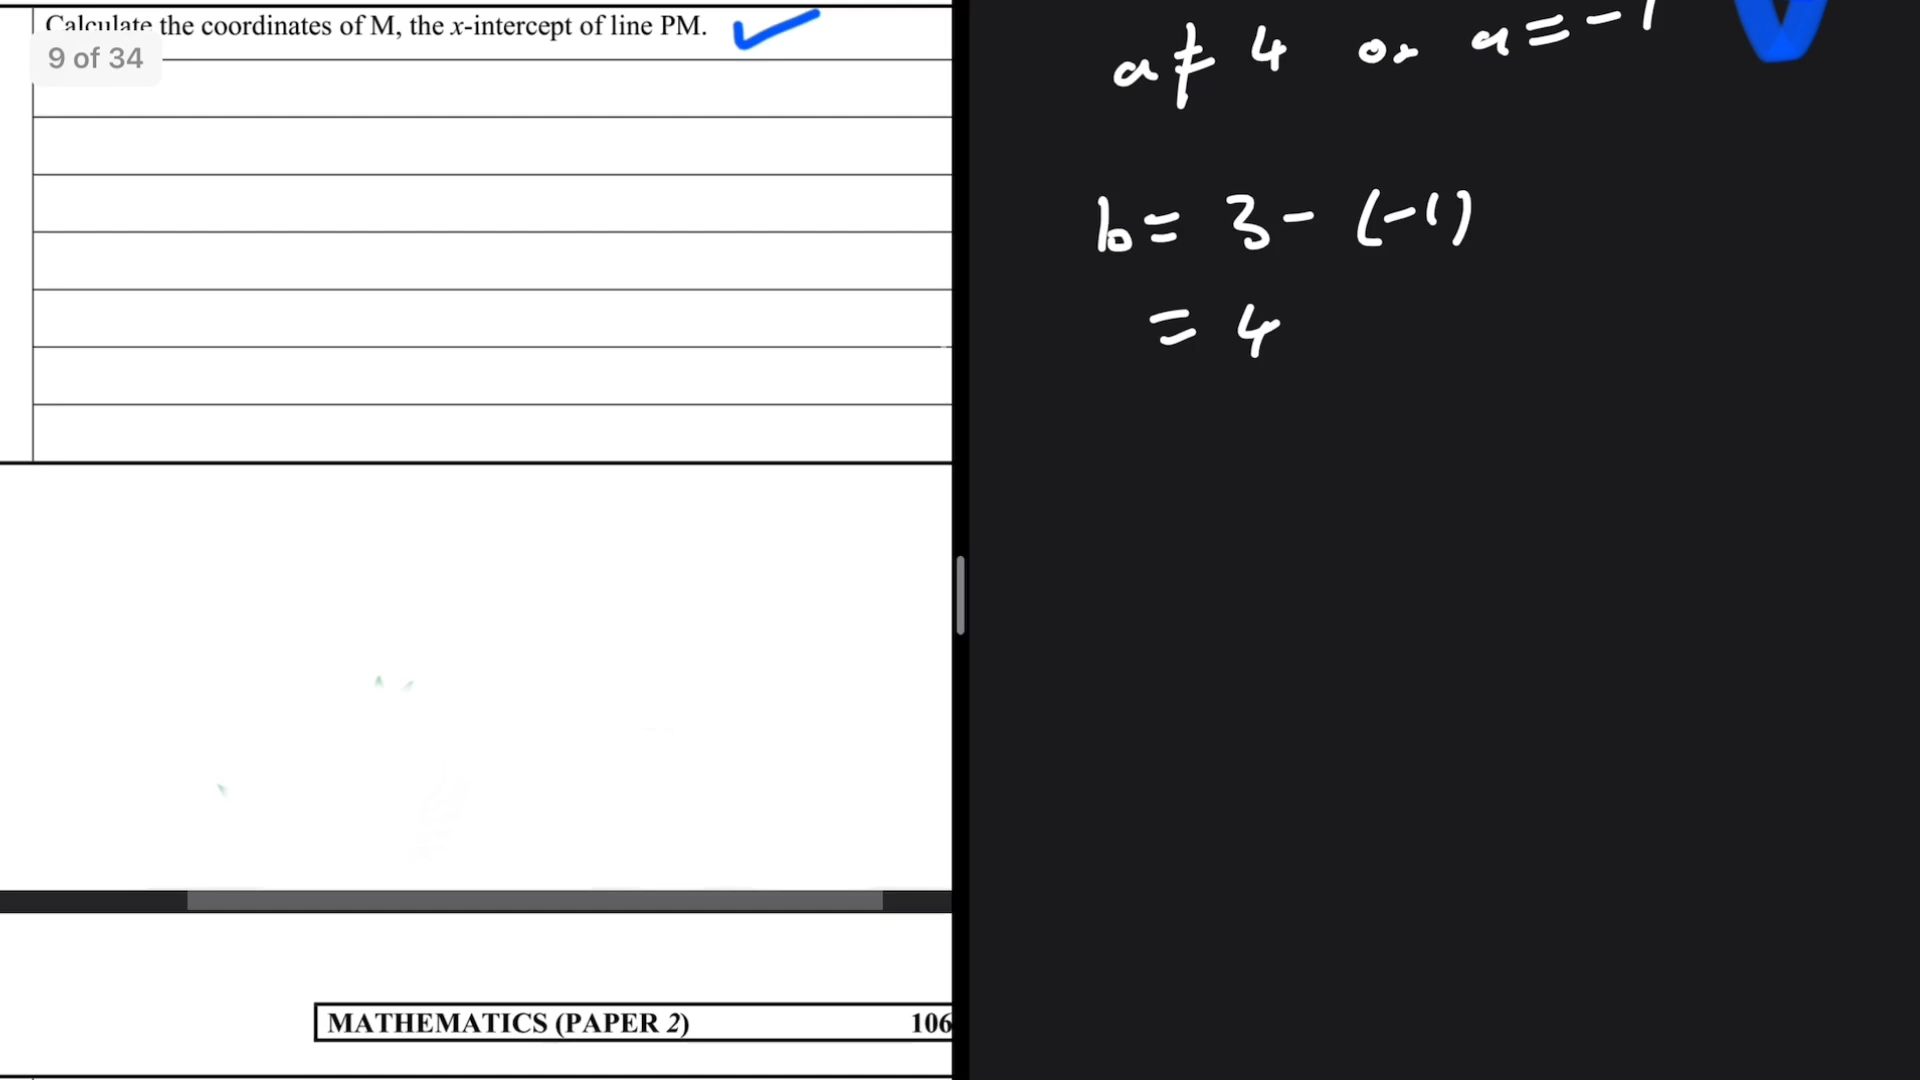 Calculate the coordinates of M, the x-intercept of line PM.
9 of 34
MATHEMATICS (PAPER 2) 106
a ≠ 4 or a = -1
b = 3 - (-1)
= 4